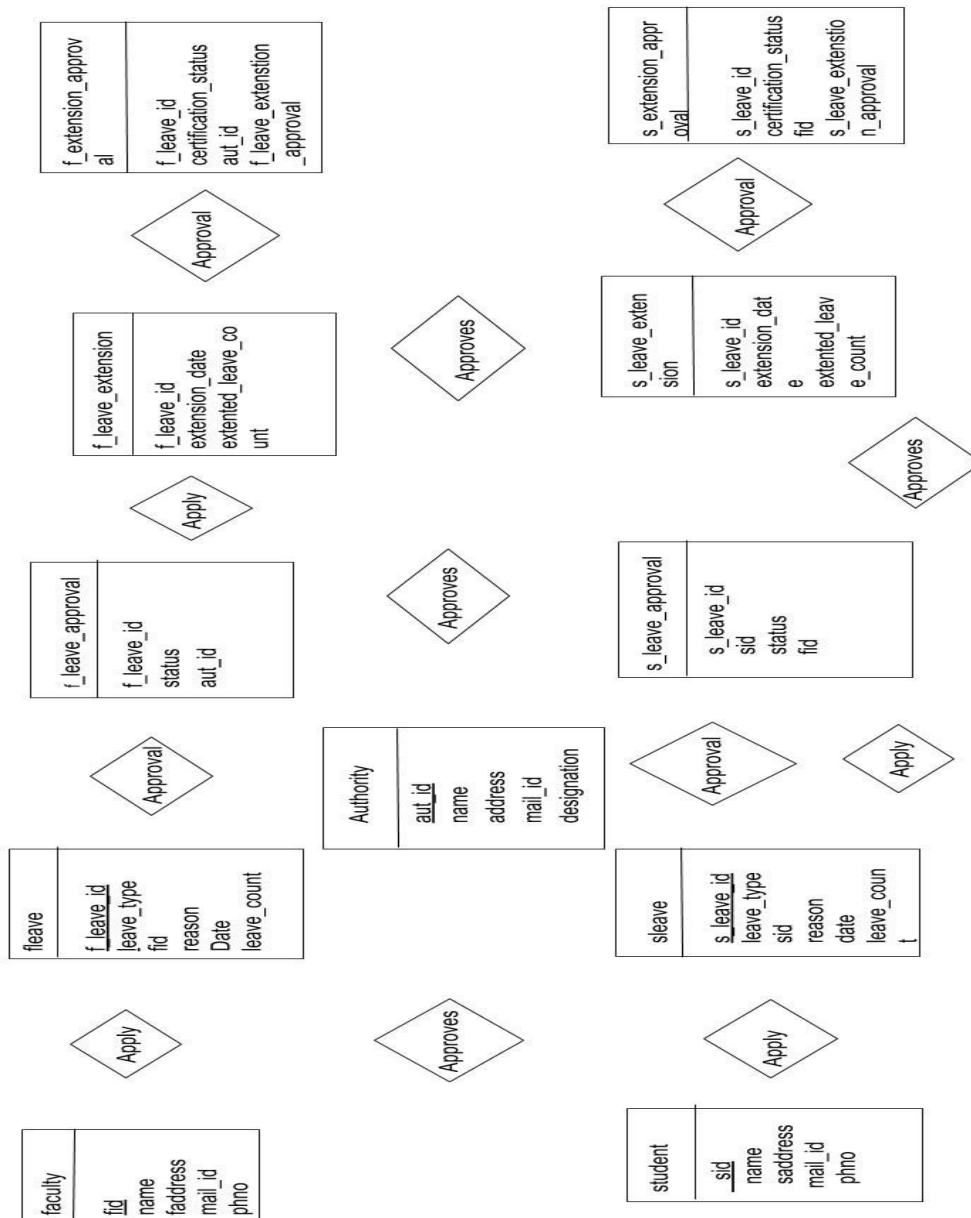 faculty
fid
name
faddress
mail_id
phno
Apply
fleave
f_leave_id
leave_type
fid
reason
Date
leave_count
Approval
f_leave_approval
f_leave_id
status
aut_id
Apply
f_leave_extension
f_leave_id
extension_date
extented_leave_co
unt
Approval
f_extension_approv
al
f_leave_id
certification_status
aut_id
f_leave_extenstion
_approval
Approves
Authority
aut_id
name
address
mail_id
designation
Approves
Approves
student
sid
name
saddress
mail_id
phno
Apply
sleave
s_leave_id
leave_type
sid
reason
date
leave_coun
t
Approval
Apply
s_leave_approval
s_leave_id
sid
status
fid
Approves
s_leave_exten
sion
s_leave_id
extension_dat
e
extented_leav
e_count
Approval
s_extension_appr
oval
s_leave_id
certification_status
fid
s_leave_extenstio
n_approval